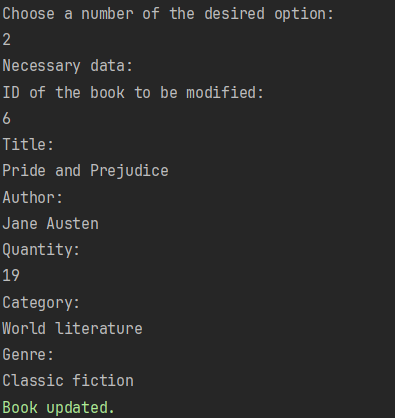 Choose a number of the desired option:
2
Necessary data:
ID of the book to be modified:
6
Title:
Pride and Prejudice
Author:
Jane Austen
Quantity:
19
Category:
World literature
Genre:
Classic fiction
Book updated.